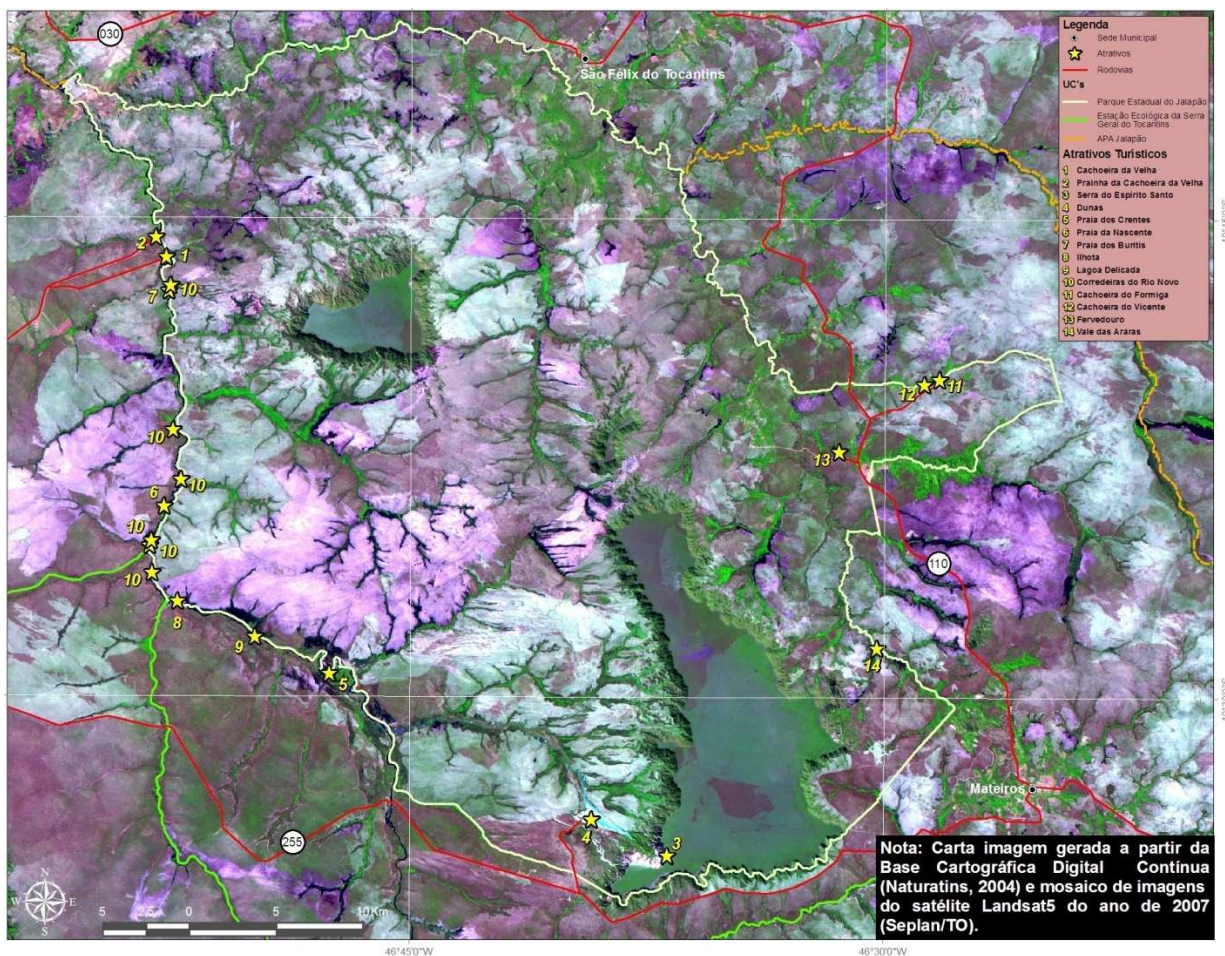 030
São Félix do Tocantins
Legenda
Sede Municipal
Atrativos
Rodovias
UC's
Parque Estadual do Jalapão
Estação Ecológica da Serra
Geral do Tocantins
APA Jalapão
Atrativos Turísticos
1 Cachoeira da Velha
2 Prainha da Cachoeira da Velha
3 Serra do Espírito Santo
4 Dunas
5 Praia dos Crentes
6 Praia da Nascente
7 Praia dos Buritis
8 Ilhota
9 Lagoa Delicada
10 Corredeiras do Rio Novo
11 Cachoeira do Formiga
12 Cachoeira do Vicente
13 Fervedouro
14 Vale das Araras
2
1
7 10
12 11
10
13
10
6
10
10
10
110
8
9
14
5
Mateiros
4
3
255
Nota: Carta imagem gerada a partir da
Base Cartográfica Digital Contínua
(Naturatins, 2004) e mosaico de imagens
do satélite Landsat5 do ano de 2007
(Seplan/TO).
N
W E
S
5 2,5 0 5 10Km
46°45'0"W
46°30'0"W